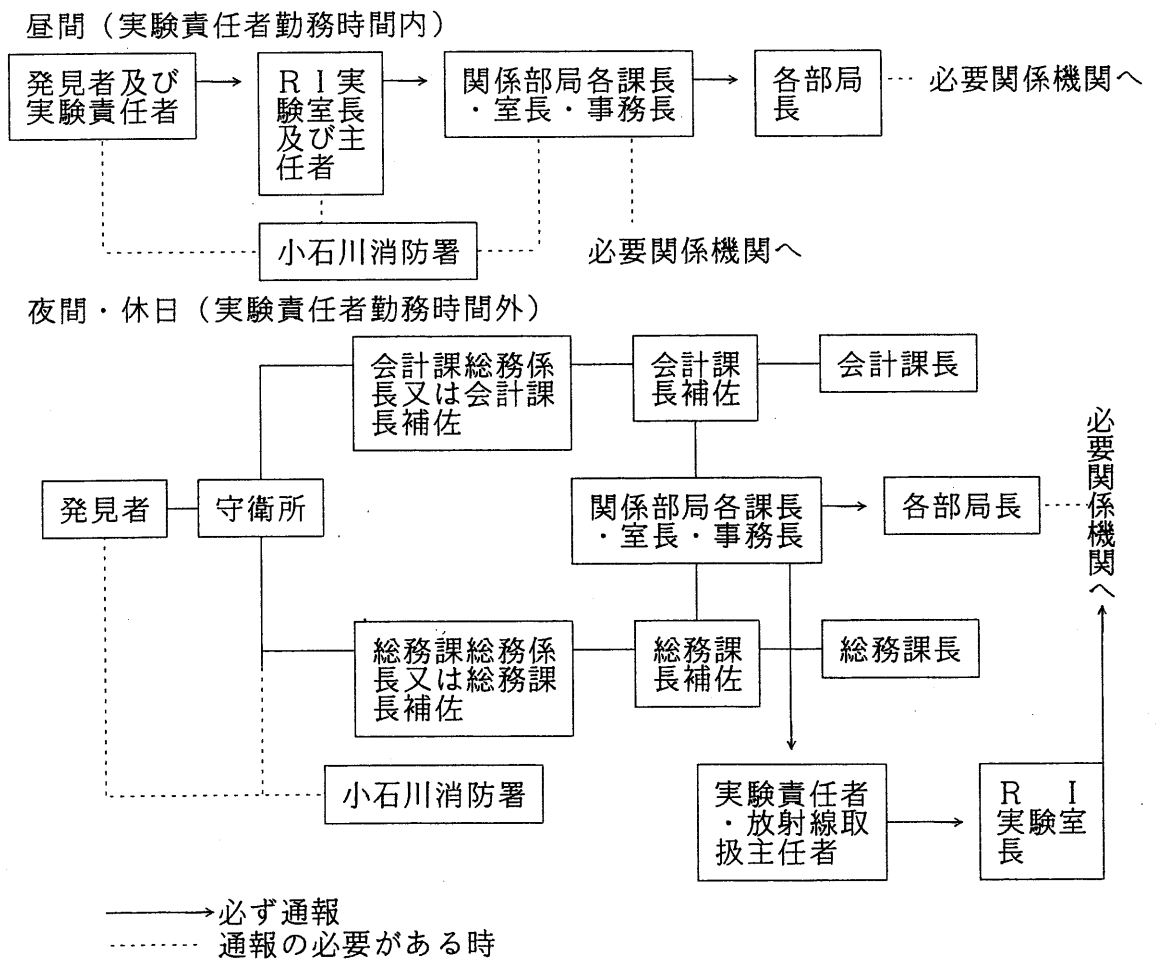 昼間（実験責任者勤務時間内）
発見者及び
実験責任者
ＲＩ実
験室長
及び主
任者
関係部局各課長
・室長・事務長
各部局
長
必要関係機関へ
小石川消防署
必要関係機関へ
夜間・休日（実験責任者勤務時間外）
会計課総務係
長又は会計課
長補佐
会計課
長補佐
会計課長
発見者
守衛所
関係部局各課長
・室長・事務長
各部局長
必要関係機関へ
総務課総務係
長又は総務課
長補佐
総務課
長補佐
総務課長
小石川消防署
実験責任者
・放射線取
扱主任者
Ｒ　Ｉ
実験室
長
必ず通報
通報の必要がある時